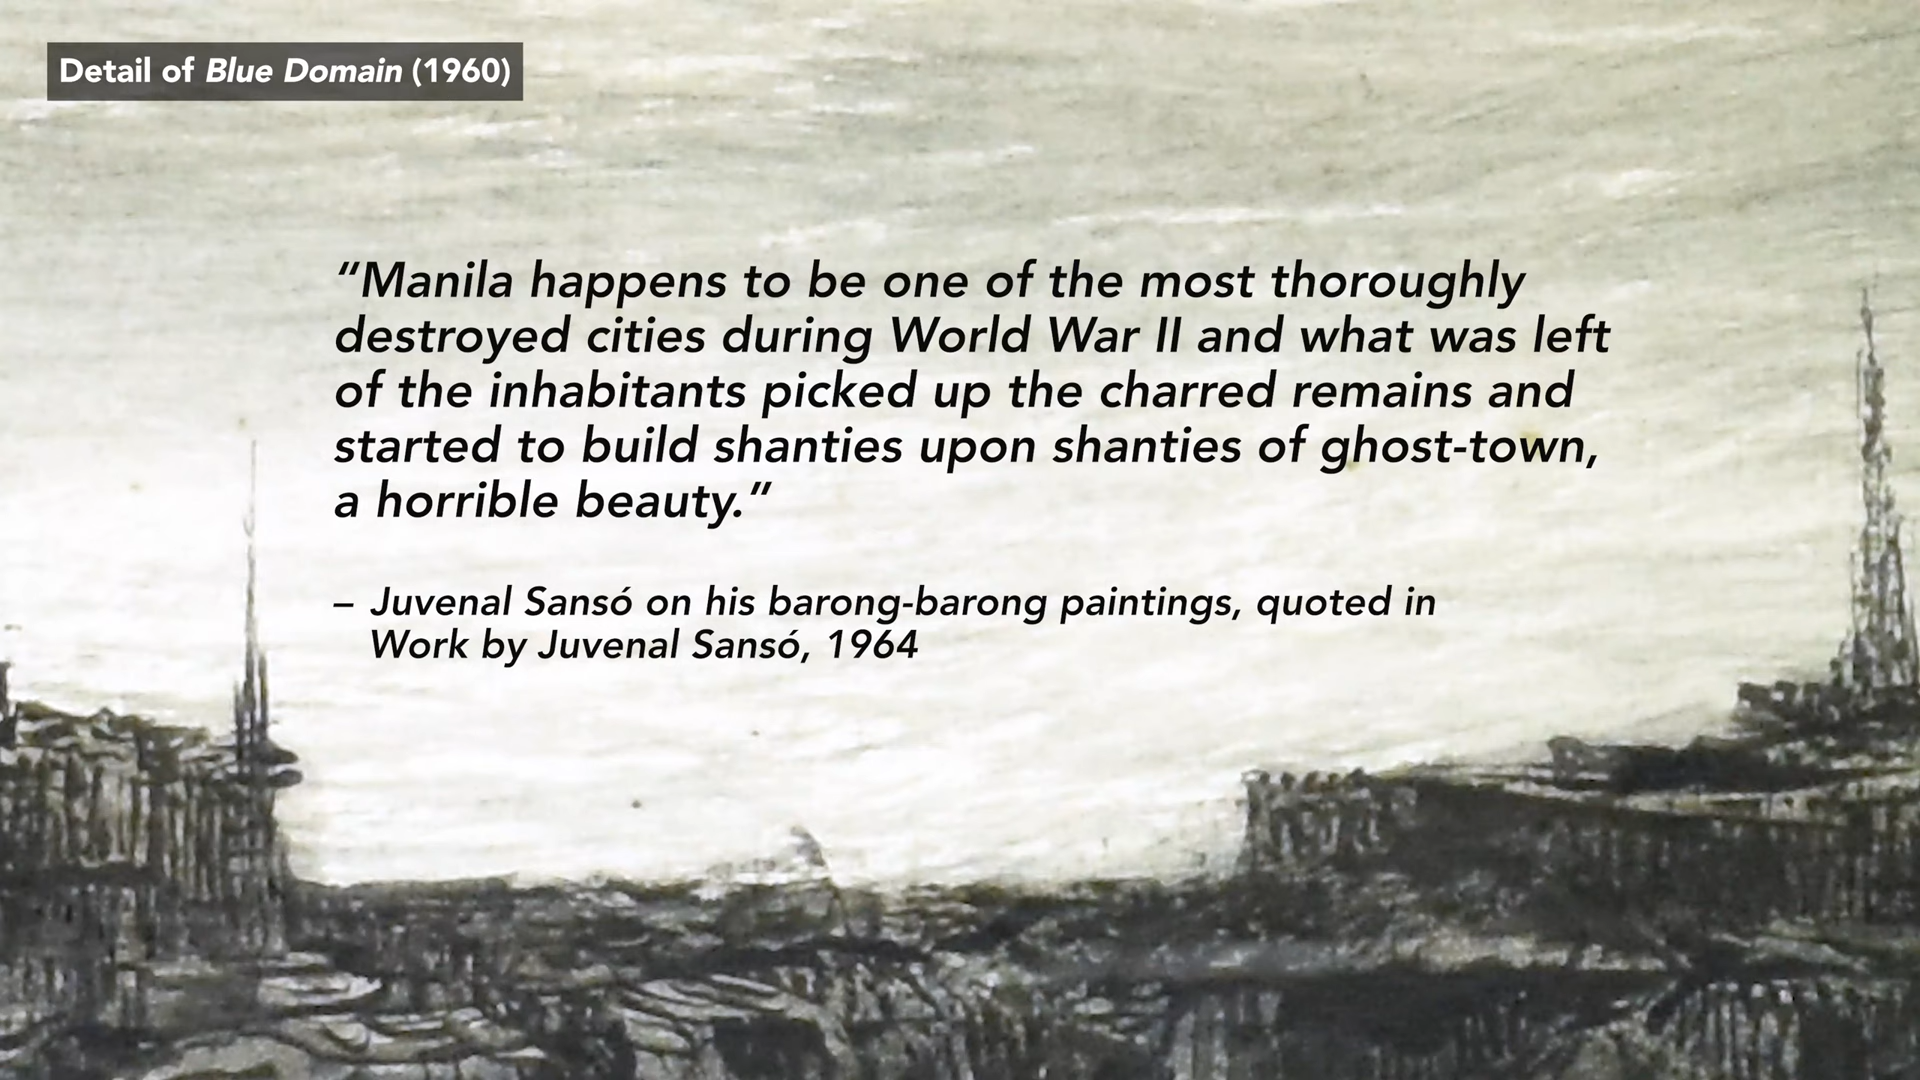 Detail of Blue Domain (1960)
“Manila happens to be one of the most thoroughly
destroyed cities during World War II and what was left
of the inhabitants picked up the charred remains and
started to build shanties upon shanties of ghost-town,
a horrible beauty.”
– Juvenal Sansó on his barong-barong paintings, quoted in
Work by Juvenal Sansó, 1964